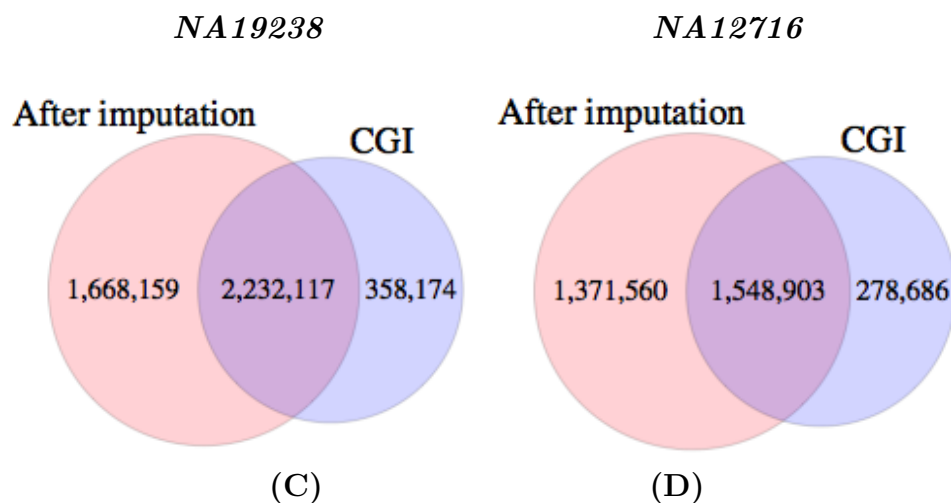 NA19238
NA12716
After imputation
CGI
After imputation
CGI
1,668,159
2,232,117
358,174
1,371,560
1,548,903
278,686
(C)
(D)